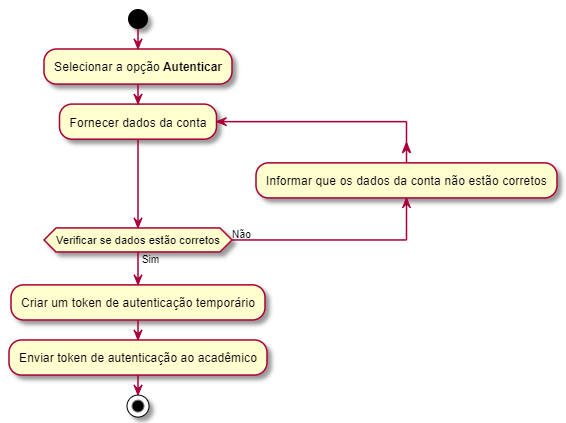 Selecionar a opção Autenticar
Fornecer dados da conta
Informar que os dados da conta não estão corretos
Verificar se dados estão corretos
Não
Sim
Criar um token de autenticação temporário
Enviar token de autenticação ao acadêmico